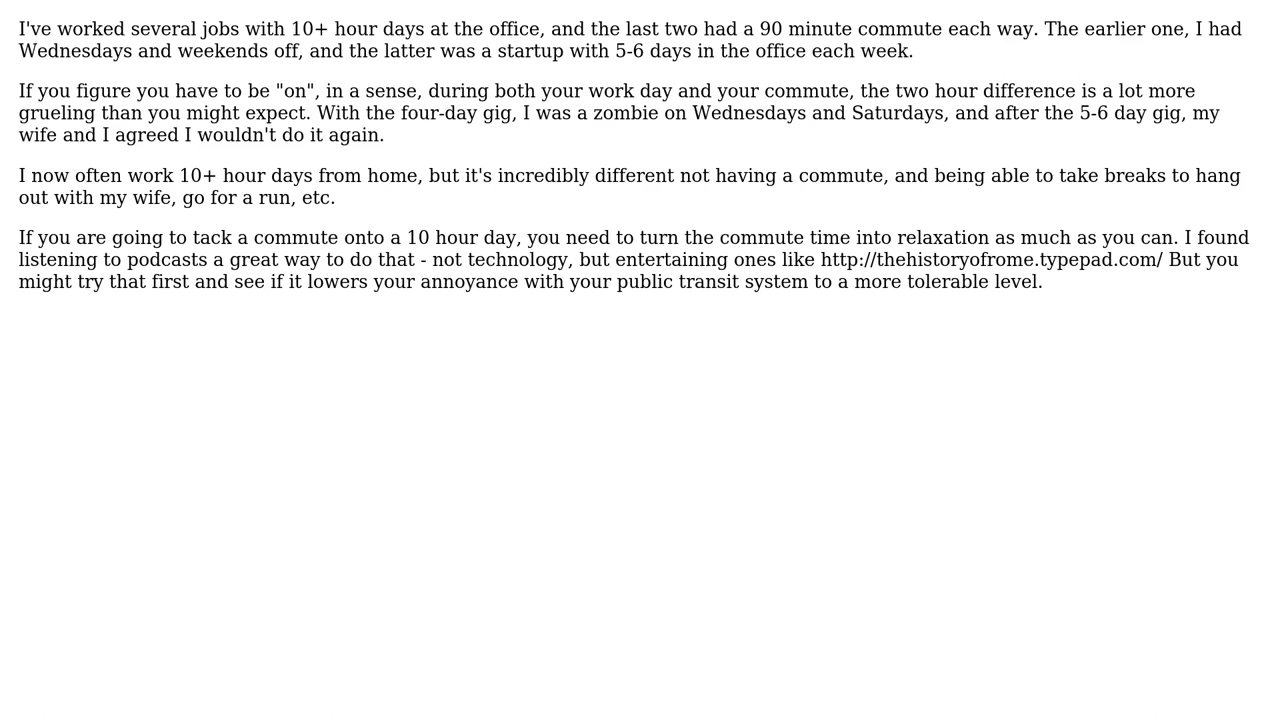 I've worked several jobs with 10+ hour days at the office, and the last two had a 90 minute commute each way. The earlier one, I had
Wednesdays and weekends off, and the latter was a startup with 5-6 days in the office each week.
If you figure you have to be "on", in a sense, during both your work day and your commute, the two hour difference is a lot more
grueling than you might expect. With the four-day gig, I was a zombie on Wednesdays and Saturdays, and after the 5-6 day gig, my
wife and I agreed I wouldn't do it again.
I now often work 10+ hour days from home, but it's incredibly different not having a commute, and being able to take breaks to hang
out with my wife, go for a run, etc.
If you are going to tack a commute onto a 10 hour day, you need to turn the commute time into relaxation as much as you can. I found
listening to podcasts a great way to do that - not technology, but entertaining ones like http://thehistoryofrome.typepad.com/ But you
might try that first and see if it lowers your annoyance with your public transit system to a more tolerable level.